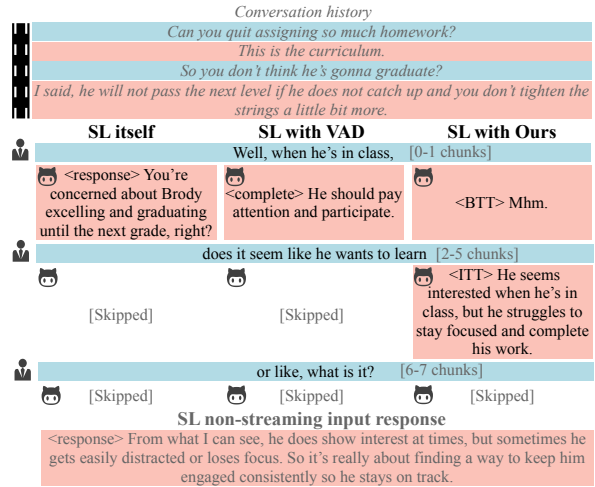 Conversation history
Can you quit assigning so much homework?
This is the curriculum.
So you don't think he's gonna graduate?
I said, he will not pass the next level if he does not catch up and you don't tighten the
strings a little bit more.
SL itself SL with VAD SL with Ours
Well, when he's in class, [0-1 chunks]
<response> You're
concerned about Brody
excelling and graduating
until the next grade, right?
<complete> He should pay
attention and participate.
<BTT> Mhm.
does it seem like he wants to learn [2-5 chunks]
[Skipped]
[Skipped]
<ITT> He seems
interested when he's in
class, but he struggles to
stay focused and complete
his work.
or like, what is it? [6-7 chunks]
[Skipped] [Skipped] [Skipped]
SL non-streaming input response
<response> From what I can see, he does show interest at times, but sometimes he
gets easily distracted or loses focus. So it's really about finding a way to keep him
engaged consistently so he stays on track.